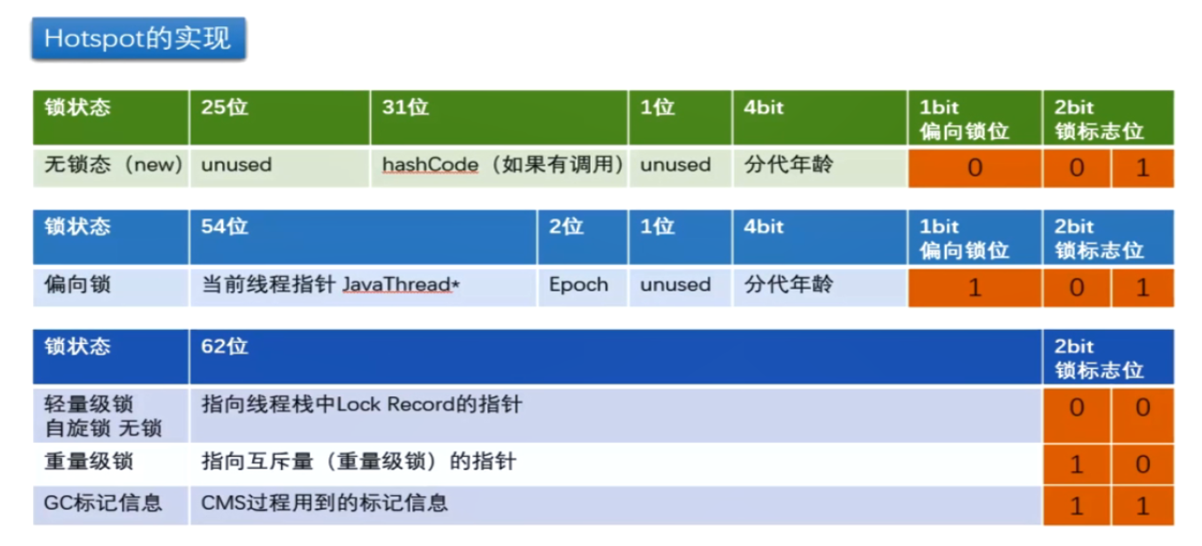 Hotspot的实现
锁状态 25位 31位 1位 4bit 1bit 2bit
偏向锁位 锁标志位
无锁态（new） unused hashCode（如果有调用） unused 分代年龄 0 0 1
锁状态 54位 2位 1位 4bit 1bit 2bit
偏向锁位 锁标志位
偏向锁 当前线程指针 JavaThread* Epoch unused 分代年龄 1 0 1
锁状态 62位 2bit
锁标志位
轻量级锁 指向线程栈中Lock Record的指针 0 0
自旋锁 无锁
重量级锁 指向互斥量（重量级锁）的指针 1 0
GC标记信息 CMS过程用到的标记信息 1 1